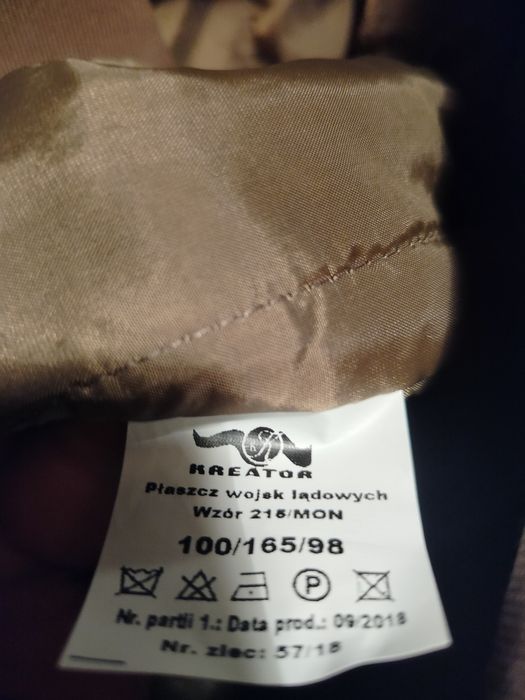 KREATOR
Płaszcz wojsk lądowych
Wzór 215/MON
100/165/98
P
Nr. partii 1.: Data prod.: 09/2018
Nr. zlec: 57/18